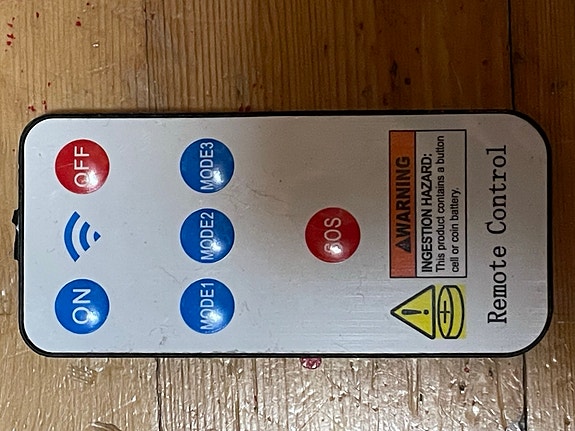 ON
OFF
MODE1
MODE2
MODE3
SOS
WARNING
INGESTION HAZARD:
This product contains a button
cell or coin battery.
Remote Control